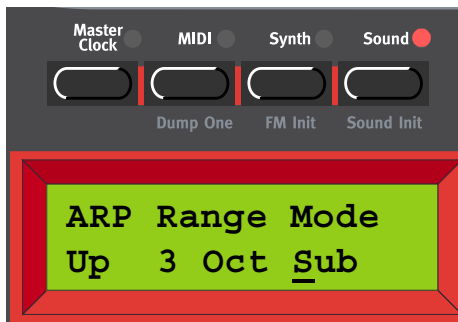 Master Clock MIDI Synth Sound
Dump One FM Init Sound Init
ARP Range Mode
Up 3 Oct Sub